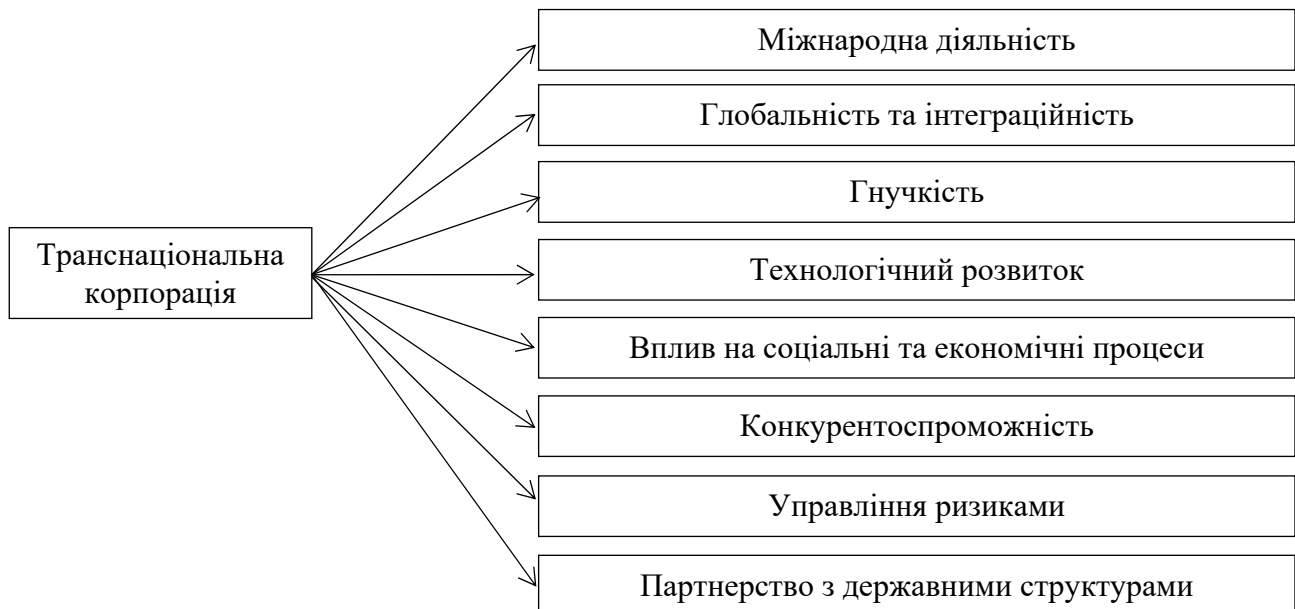 Міжнародна діяльність
Глобальність та інтеграційність
Гнучкість
Транснаціональна
корпорація
Технологічний розвиток
Вплив на соціальні та економічні процеси
Конкурентоспроможність
Управління ризиками
Партнерство з державними структурами